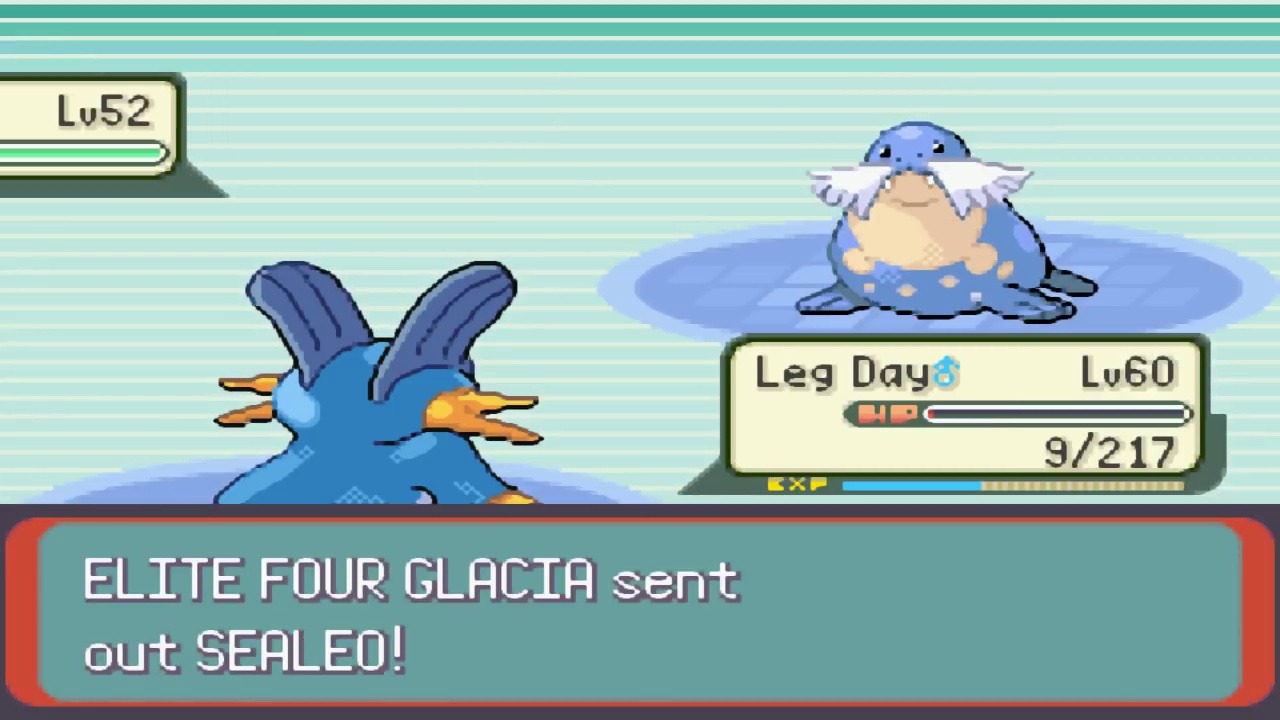 Lv52
Leg Day♂ Lv60
HP
9/217
EXP
ELITE FOUR GLACIA sent
out SEALEO!